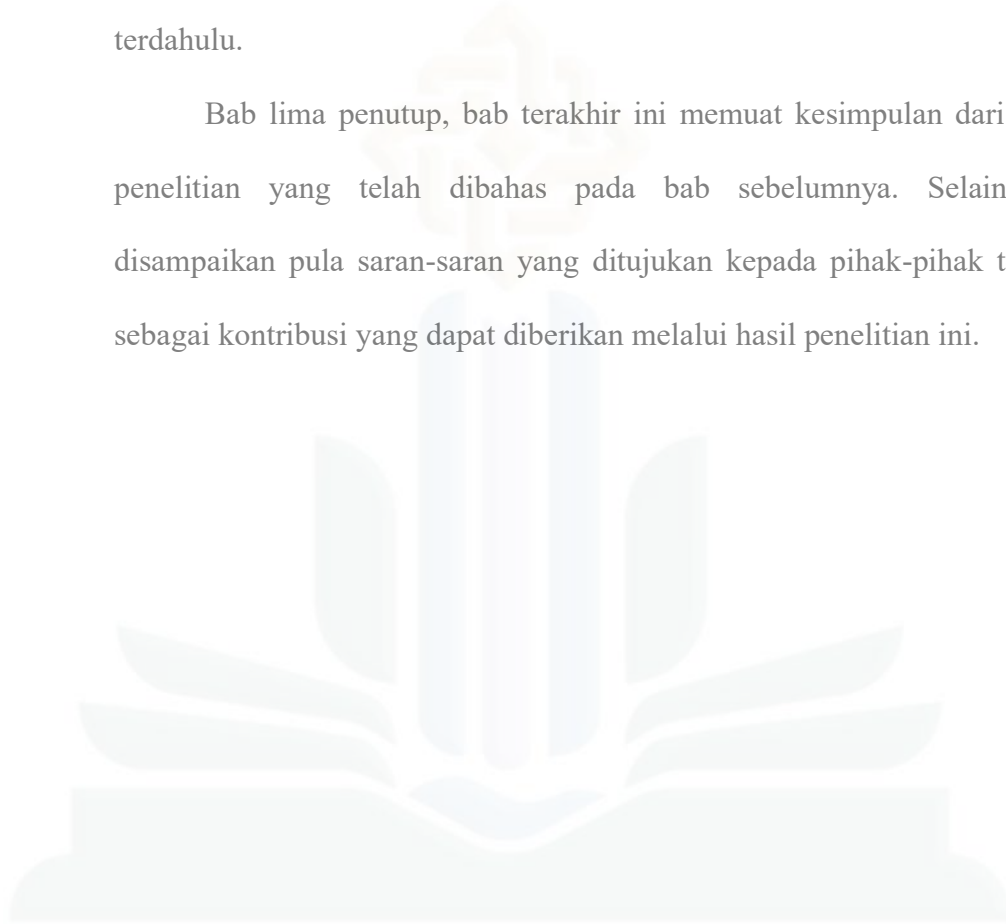 terdahulu.
Bab lima penutup, bab terakhir ini memuat kesimpulan dari
penelitian yang telah dibahas pada bab sebelumnya. Selain
disampaikan pula saran-saran yang ditujukan kepada pihak-pihak
sebagai kontribusi yang dapat diberikan melalui hasil penelitian ini.